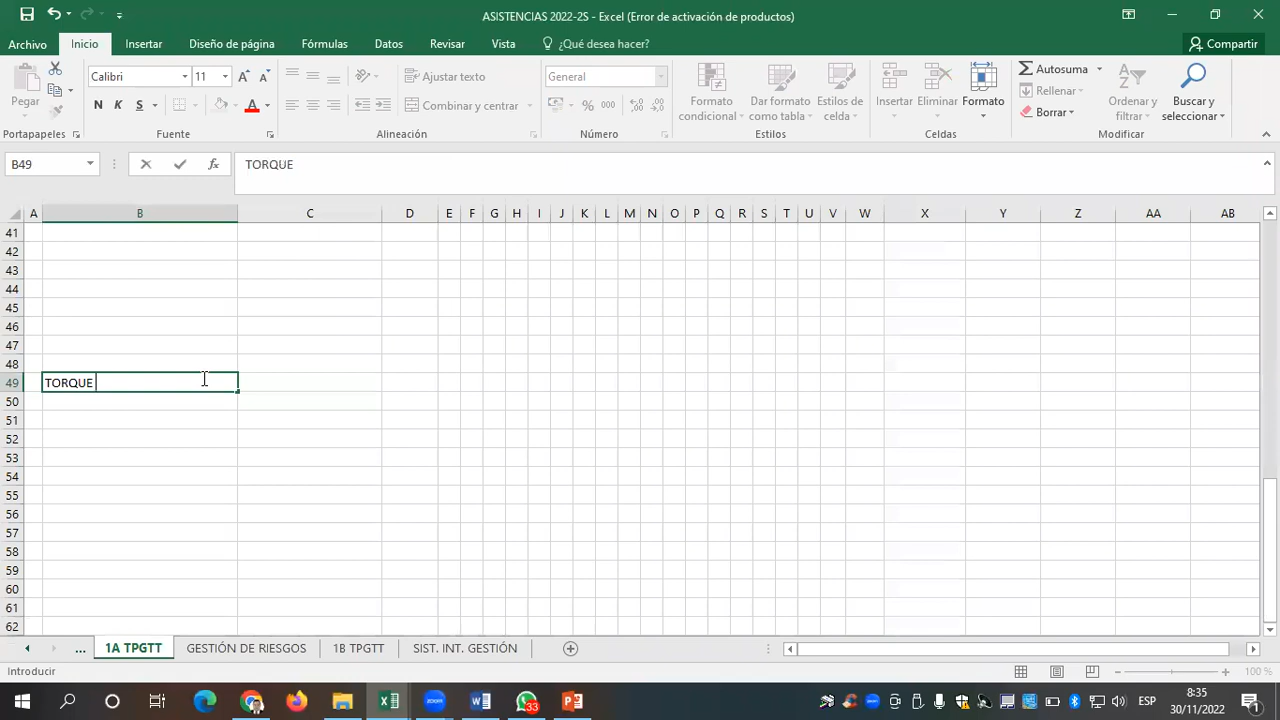 ASISTENCIAS 2022-2S - Excel (Error de activación de productos)
Archivo Inicio Insertar Diseño de página Fórmulas Datos Revisar Vista ¿Qué desea hacer? Compartir
Pegar
Calibri 11
N K S
Ajustar texto
Combinar y centrar
General
% 000
Formato condicional
Dar formato como tabla
Estilos de celda
Insertar Eliminar Formato
Autosuma
Rellenar
Borrar
Ordenar y filtrar
Buscar y seleccionar
Portapapeles Fuente Alineación Número Estilos Celdas Modificar
B49 fx TORQUE
A B C D E F G H I J K L M N O P Q R S T U V W X Y Z AA AB
41
42
43
44
45
46
47
48
49 TORQUE
50
51
52
53
54
55
56
57
58
59
60
61
62
... 1A TPGTT GESTIÓN DE RIESGOS 1B TPGTT SIST. INT. GESTIÓN
Introducir 100 %
33 ESP 8:35
30/11/2022 1